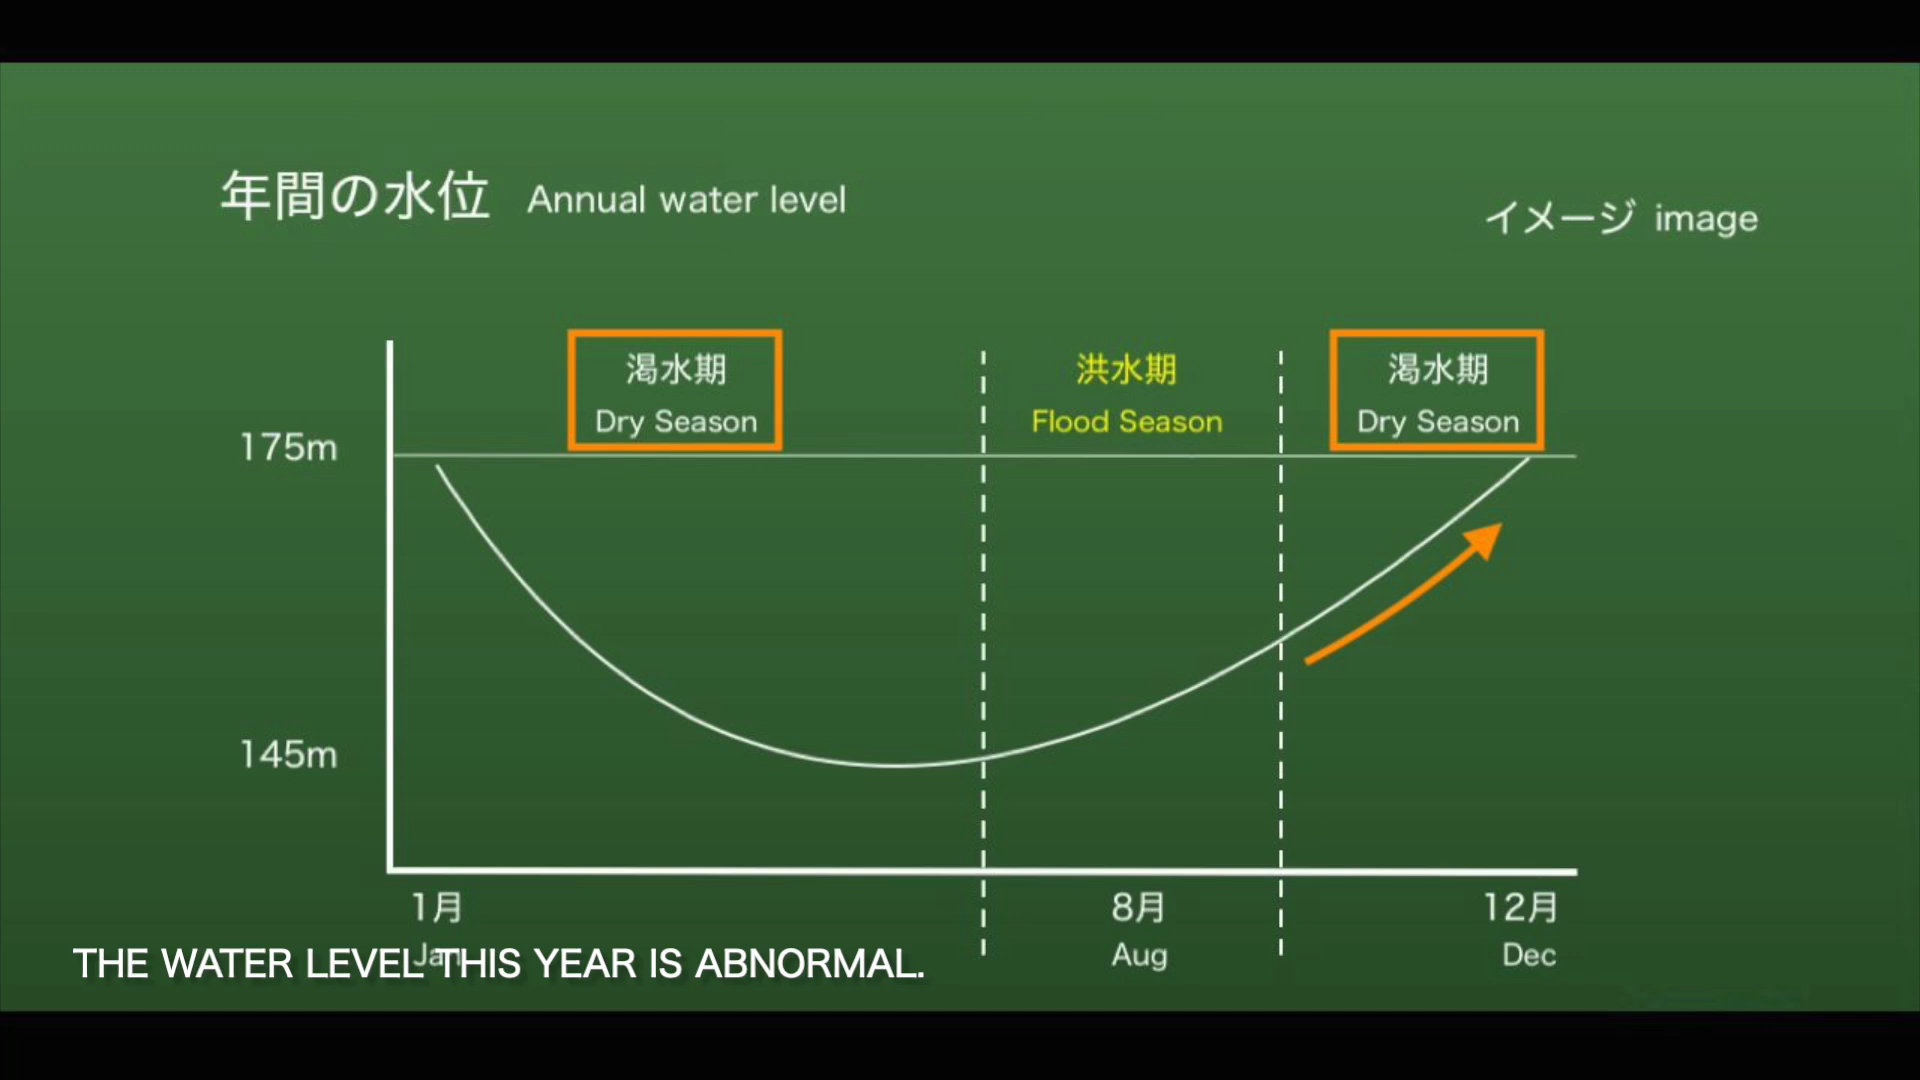 年間の水位 Annual water level
イメージ image
渇水期
Dry Season
洪水期
Flood Season
渇水期
Dry Season
175m
145m
1月
Jan
8月
Aug
12月
Dec
THE WATER LEVEL THIS YEAR IS ABNORMAL.